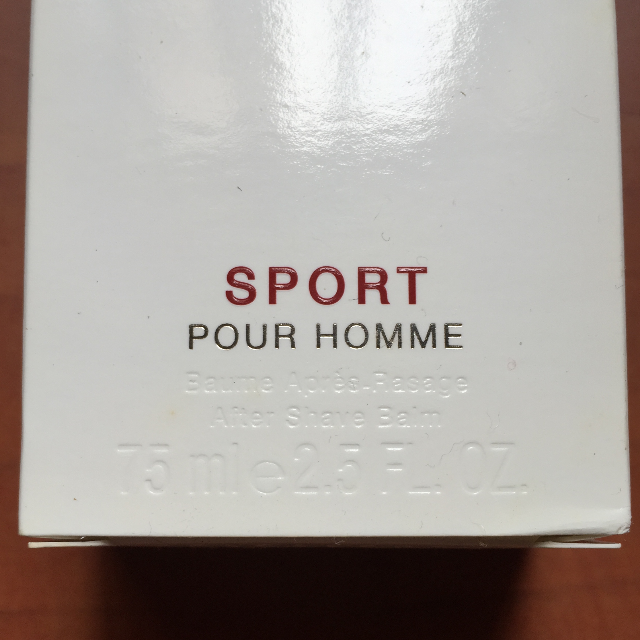 SPORT
POUR HOMME
Baume Après-Rasage
After Shave Balm
75 ml e 2.5 FL. OZ.